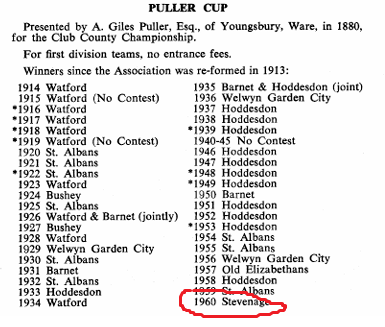 PULLER CUP
Presented by A. Giles Puller, Esq., of Youngsbury, Ware, in 1880,
for the Club County Championship.
For first division teams, no entrance fees.
Winners since the Association was re-formed in 1913:
1914 Watford
1915 Watford (No Contest)
*1916 Watford
*1917 Watford
*1918 Watford
*1919 Watford (No Contest)
1920 St. Albans
1921 St. Albans
*1922 St. Albans
1923 Watford
1924 Bushey
1925 St. Albans
1926 Watford & Barnet (jointly)
1927 Bushey
1928 Watford
1929 Welwyn Garden City
1930 St. Albans
1931 Barnet
1932 St. Albans
1933 Hoddesdon
1934 Watford
1935 Barnet & Hoddesdon (joint)
1936 Welwyn Garden City
1937 Hoddesdon
1938 Hoddesdon
*1939 Hoddesdon
1940-45 No Contest
1946 Hoddesdon
1947 Hoddesdon
*1948 Hoddesdon
*1949 Hoddesdon
1950 Barnet
1951 Hoddesdon
1952 Hoddesdon
*1953 Hoddesdon
1954 St. Albans
1955 St. Albans
1956 Welwyn Garden City
1957 Old Elizabethans
1958 Hoddesdon
1959 St. Albans
1960 Stevenage